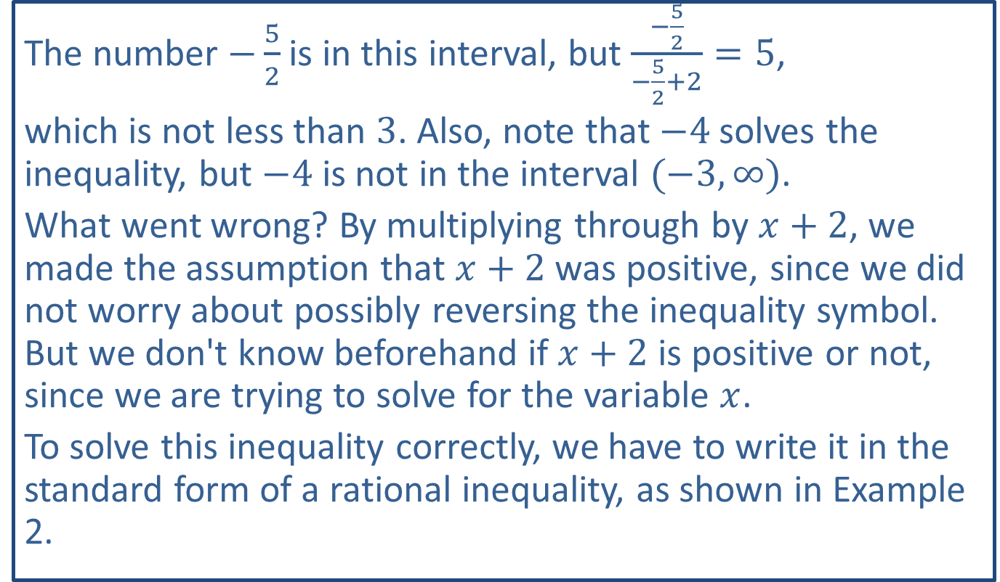 The number $-\frac{5}{2}$ is in this interval, but $\frac{-\frac{5}{2}}{-\frac{5}{2}+2} = 5$,
which is not less than $3$. Also, note that $-4$ solves the
inequality, but $-4$ is not in the interval $(-3, \infty)$.
What went wrong? By multiplying through by $x + 2$, we
made the assumption that $x + 2$ was positive, since we did
not worry about possibly reversing the inequality symbol.
But we don't know beforehand if $x + 2$ is positive or not,
since we are trying to solve for the variable $x$.
To solve this inequality correctly, we have to write it in the
standard form of a rational inequality, as shown in Example
2.